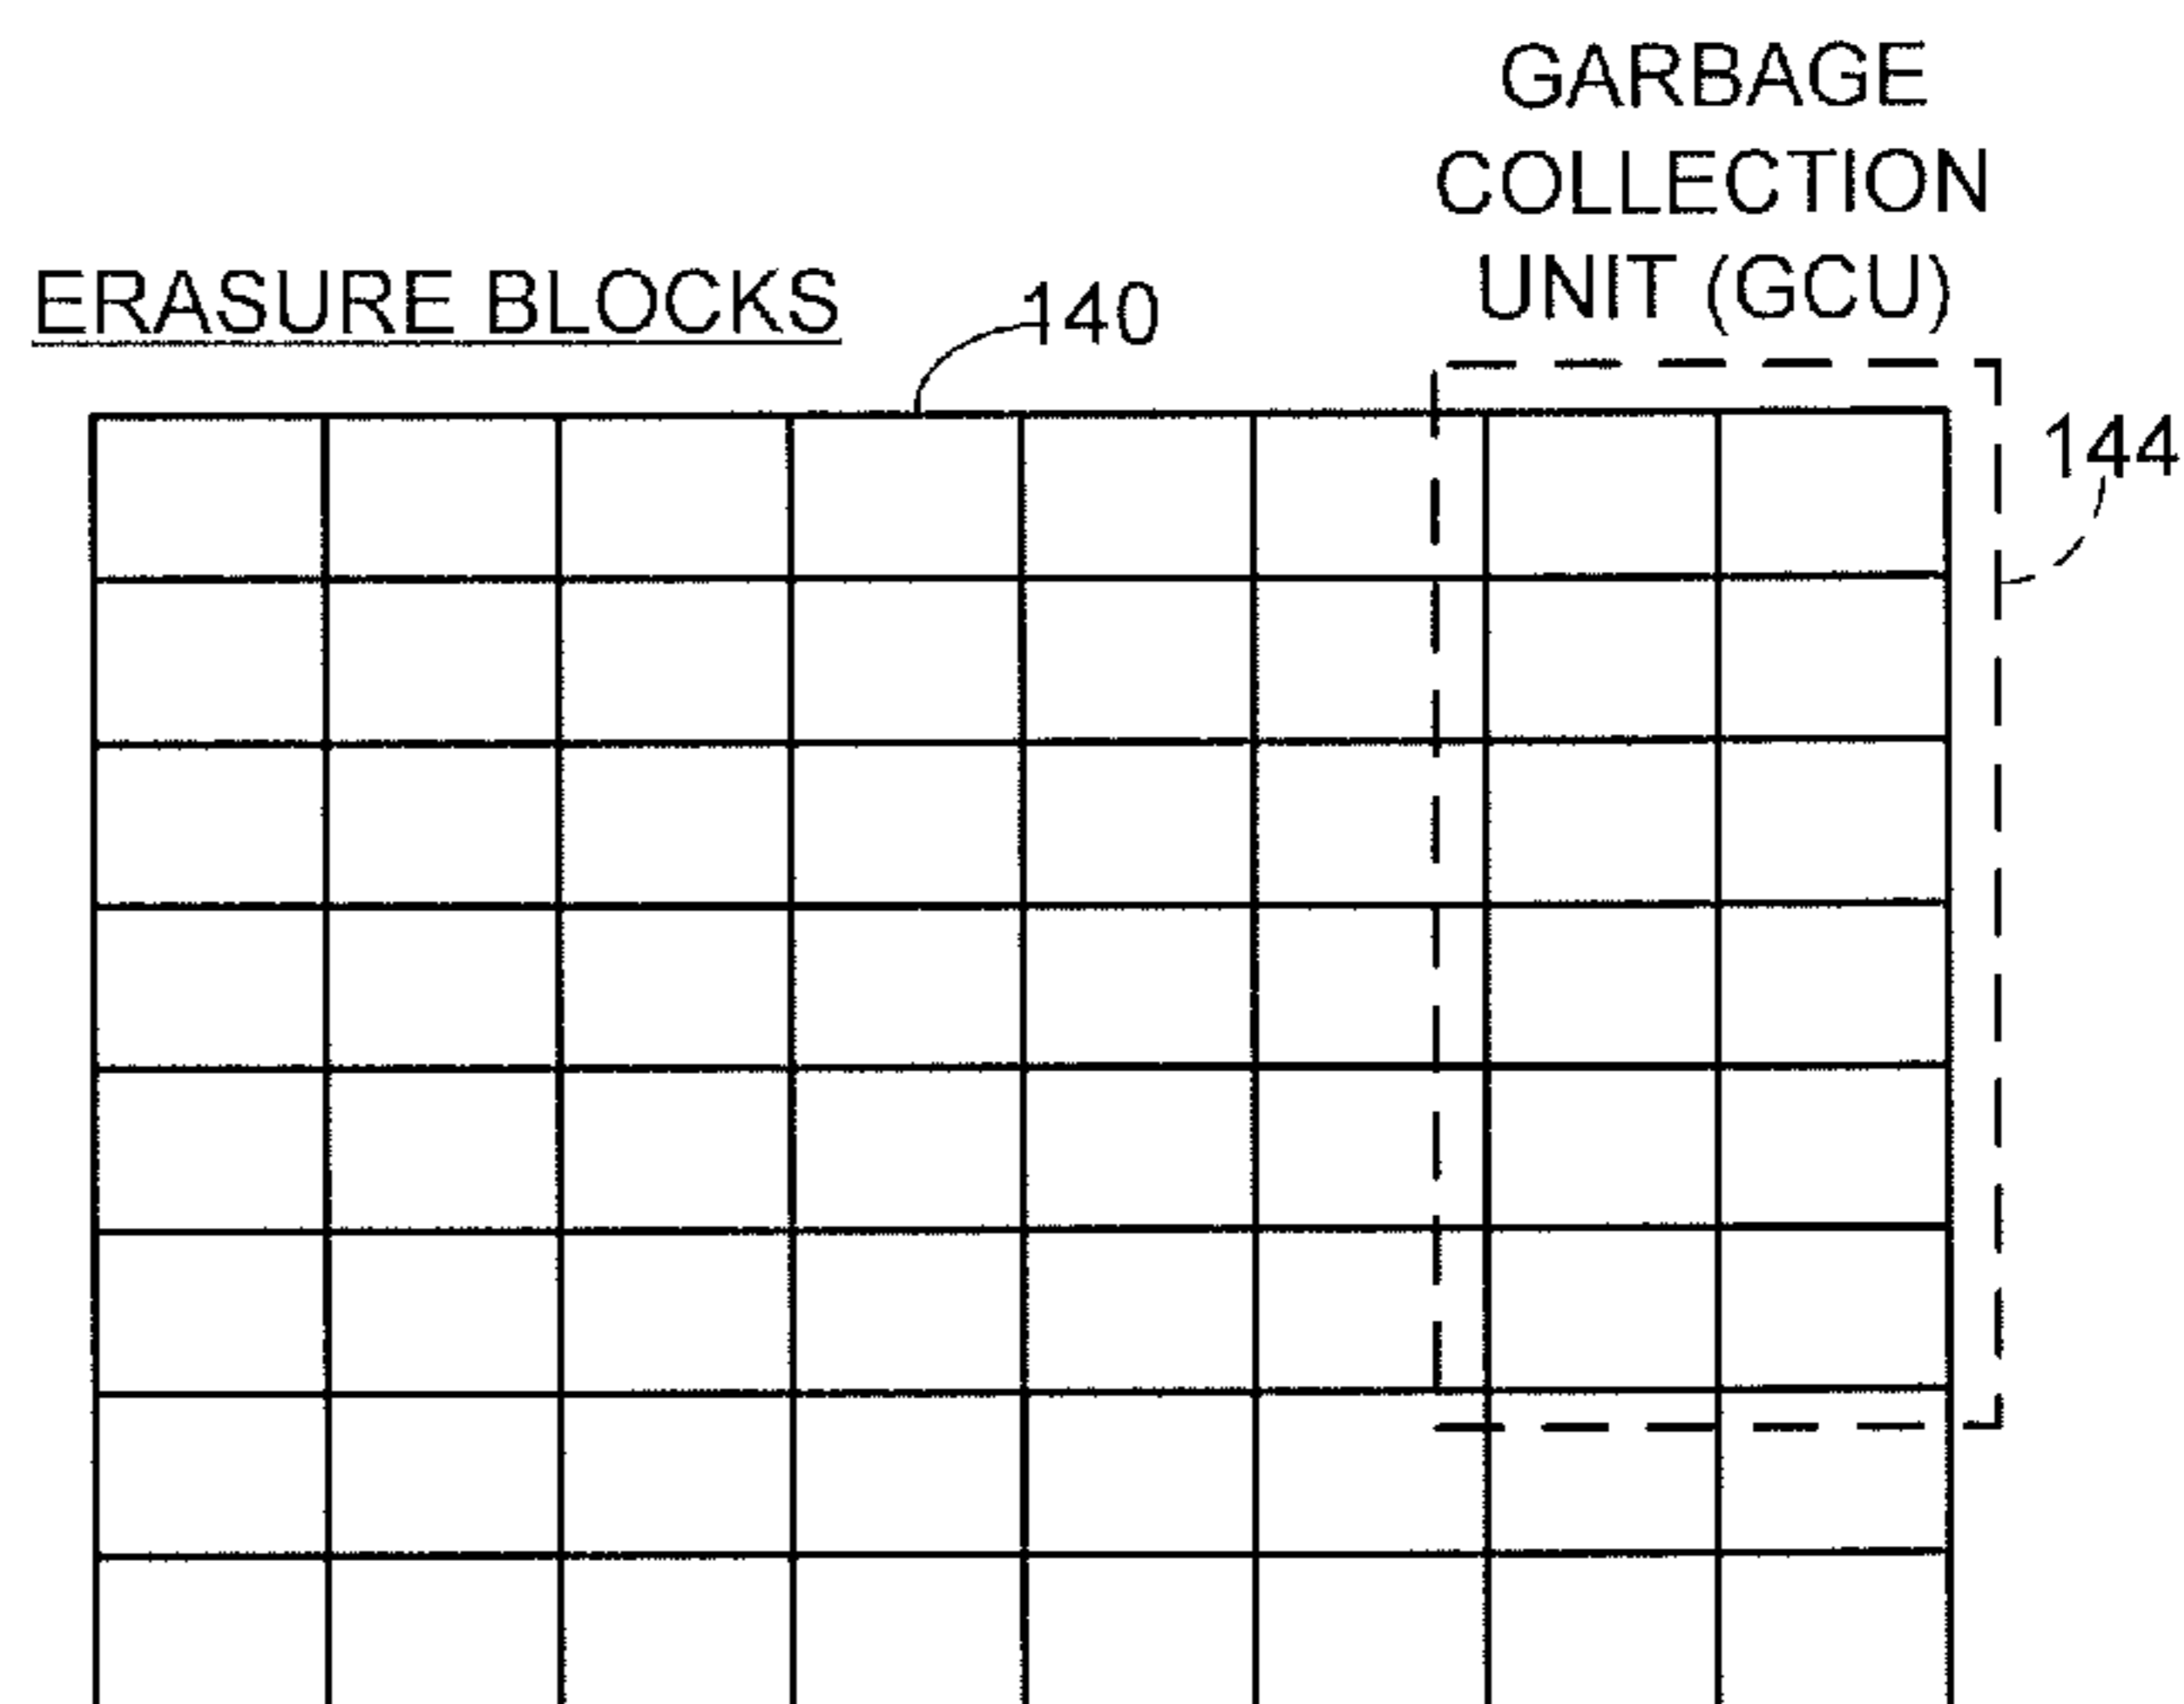 GARBAGE
COLLECTION
UNIT (GCU)
ERASURE BLOCKS
140
144